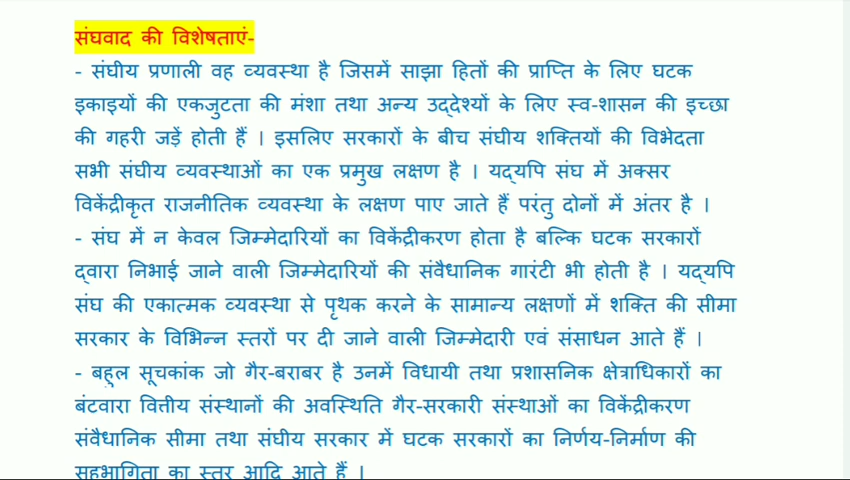 संघवाद की विशेषताएं-
- संघीय प्रणाली वह व्यवस्था है जिसमें साझा हितों की प्राप्ति के लिए घटक
इकाइयों की एकजुटता की मंशा तथा अन्य उद्देश्यों के लिए स्व-शासन की इच्छा
की गहरी जड़ें होती हैं । इसलिए सरकारों के बीच संघीय शक्तियों की विभेदता
सभी संघीय व्यवस्थाओं का एक प्रमुख लक्षण है । यद्यपि संघ में अक्सर
विकेंद्रीकृत राजनीतिक व्यवस्था के लक्षण पाए जाते हैं परंतु दोनों में अंतर है ।
- संघ में न केवल जिम्मेदारियों का विकेंद्रीकरण होता है बल्कि घटक सरकारों
द्वारा निभाई जाने वाली जिम्मेदारियों की संवैधानिक गारंटी भी होती है । यद्यपि
संघ की एकात्मक व्यवस्था से पृथक करने के सामान्य लक्षणों में शक्ति की सीमा
सरकार के विभिन्न स्तरों पर दी जाने वाली जिम्मेदारी एवं संसाधन आते हैं ।
- बहुल सूचकांक जो गैर-बराबर है उनमें विधायी तथा प्रशासनिक क्षेत्राधिकारों का
बंटवारा वित्तीय संस्थानों की अवस्थिति गैर-सरकारी संस्थाओं का विकेंद्रीकरण
संवैधानिक सीमा तथा संघीय सरकार में घटक सरकारों का निर्णय-निर्माण की
सहभागिता का स्तर आदि आते हैं ।